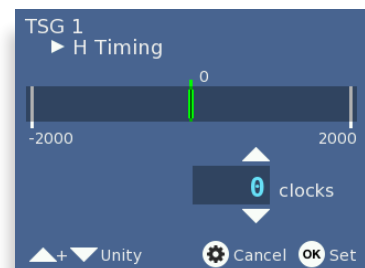 TSG 1
► H Timing
0
-2000 2000
0 clocks
+ Unity Cancel OK Set